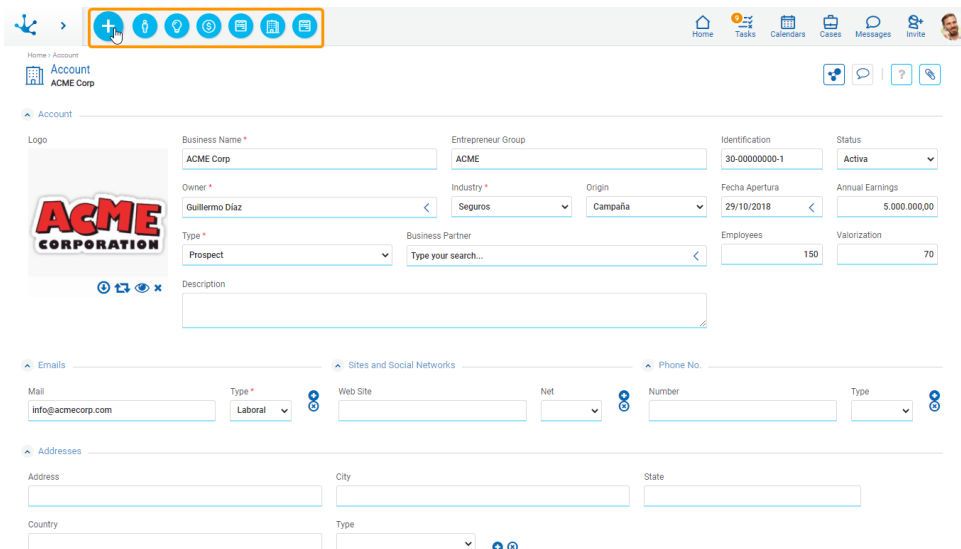 9
Home Tasks Calendars Cases Messages Invite
Home › Account
Account
ACME Corp
?
Account
Logo
Business Name *
Entrepreneur Group
Identification
Status
ACME Corp
ACME
30-00000000-1
Activa
Owner *
Industry *
Origin
Fecha Apertura
Annual Earnings
Guillermo Díaz
Seguros
Campaña
29/10/2018
5.000.000,00
ACME
CORPORATION
Type *
Business Partner
Employees
Valorization
Prospect
Type your search...
150
70
Description
Emails
Sites and Social Networks
Phone No.
Mail
Type *
Web Site
Net
Number
Type
info@acmecorp.com
Laboral
Addresses
Address
City
State
Country
Type